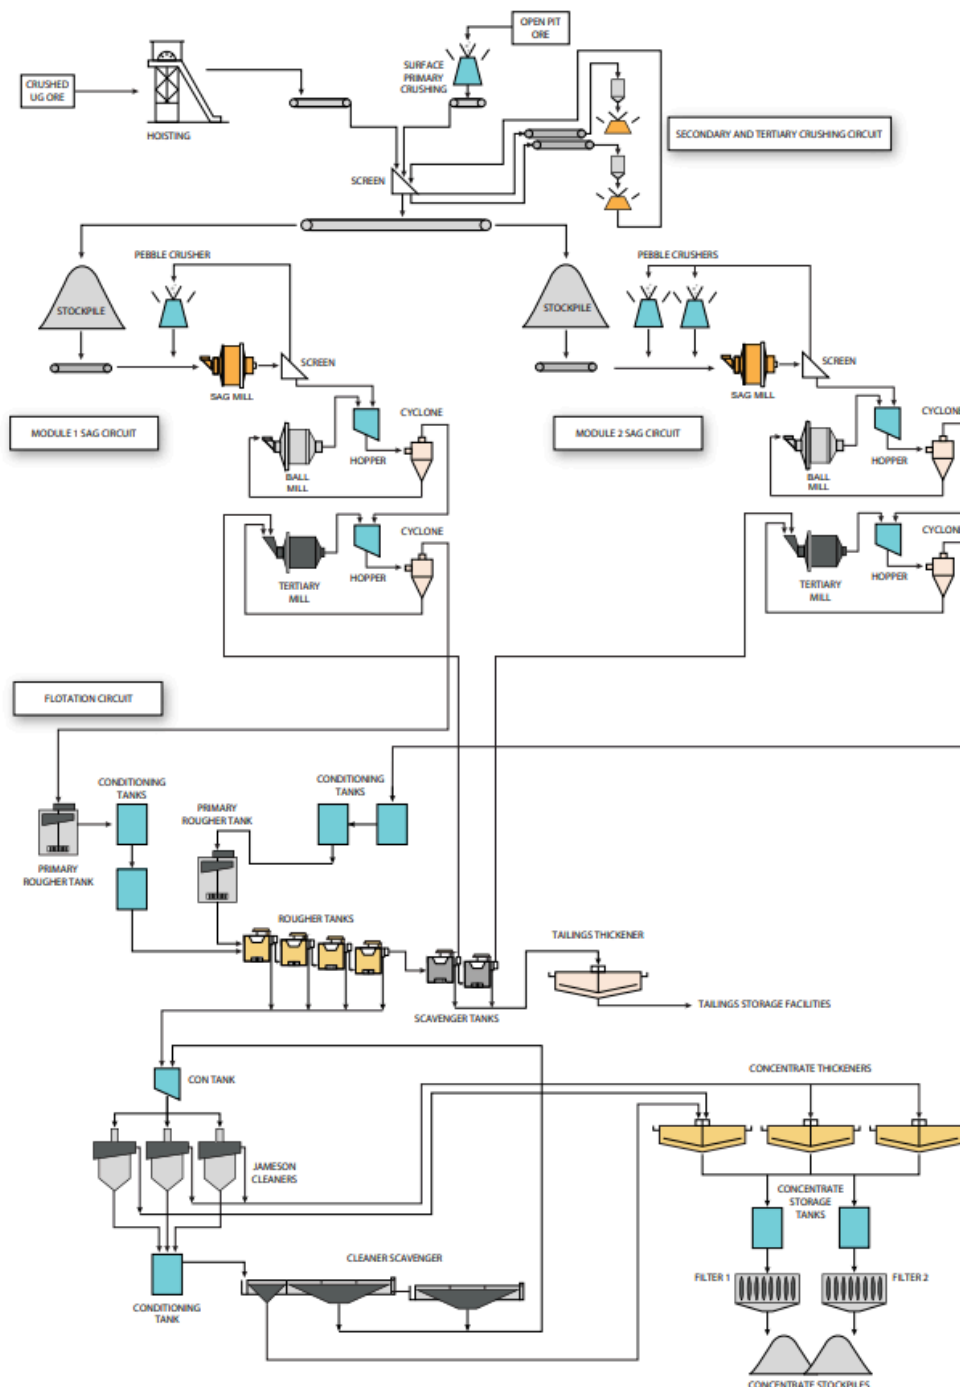 OPEN PIT
ORE
CRUSHED
UG ORE
HOISTING
SURFACE
PRIMARY
CRUSHING
SECONDARY AND TERTIARY CRUSHING CIRCUIT
SCREEN
PEBBLE CRUSHER
PEBBLE CRUSHERS
STOCKPILE
STOCKPILE
SCREEN
SCREEN
SAG MILL
SAG MILL
MODULE 1 SAG CIRCUIT
CYCLONE
MODULE 2 SAG CIRCUIT
CYCLONE
HOPPER
HOPPER
BALL
MILL
BALL
MILL
CYCLONE
CYCLONE
HOPPER
HOPPER
TERTIARY
MILL
TERTIARY
MILL
FLOTATION CIRCUIT
CONDITIONING
TANKS
CONDITIONING
TANKS
PRIMARY
ROUGHER TANK
PRIMARY
ROUGHER TANK
ROUGHER TANKS
TAILINGS THICKENER
TAILINGS STORAGE FACILITIES
SCAVENGER TANKS
CON TANK
CONCENTRATE THICKENERS
JAMESON
CLEANERS
CONCENTRATE
STORAGE
TANKS
CLEANER SCAVENGER
FILTER 1
FILTER 2
CONDITIONING
TANK
CONCENTRATE STOCKPILES